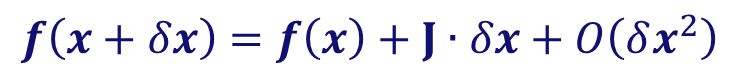 f(x + δx) = f(x) + J · δx + O(δx²)